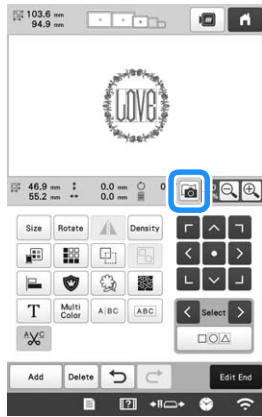 103.6 mm
94.9 mm
LOVE
46.9 mm 0.0 mm 0
55.2 mm 0.0 mm
Size Rotate Density
T Multi Color ABC ABC
Select
A C
Add Delete Edit End
?